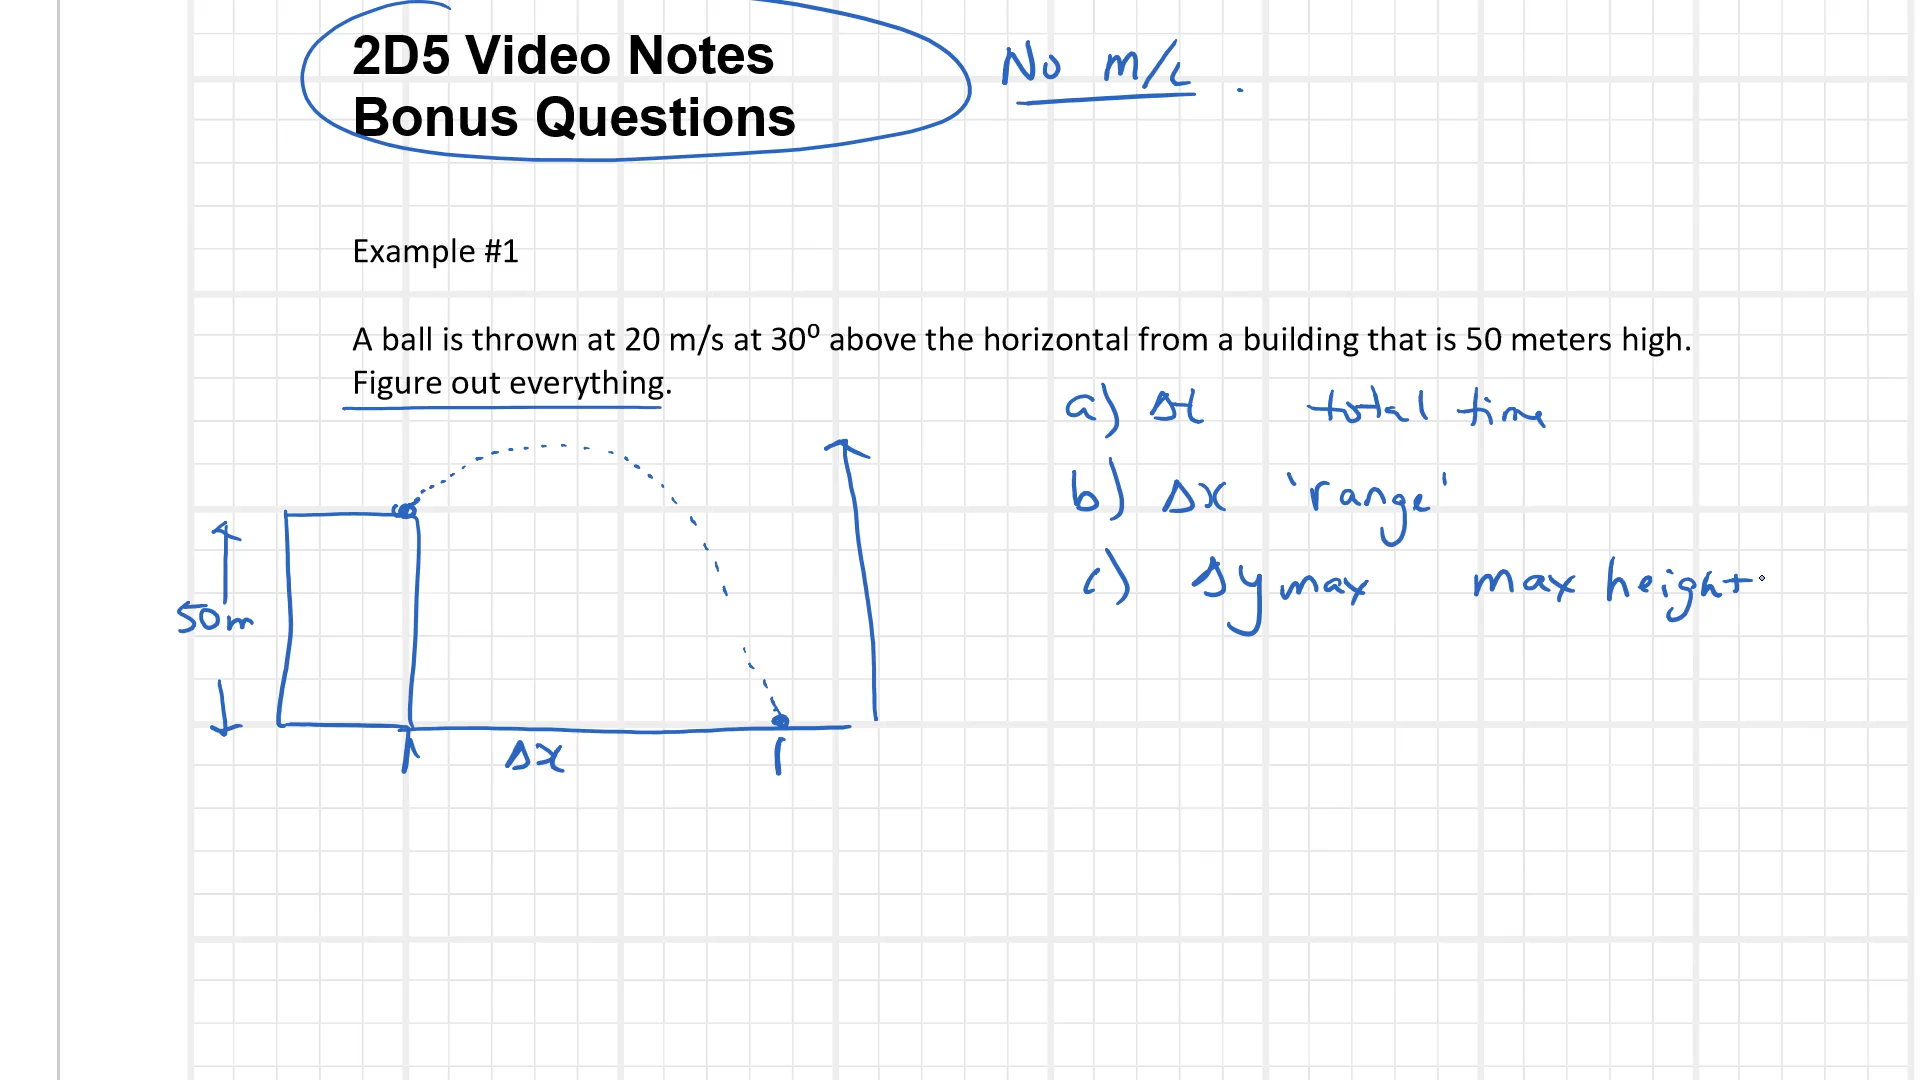 2D5 Video Notes
Bonus Questions
No m/c.
Example #1
A ball is thrown at 20 m/s at 30⁰ above the horizontal from a building that is 50 meters high.
Figure out everything.
a) Δt total time
b) Δx 'range'
c) Δy max max height
50m
Δx